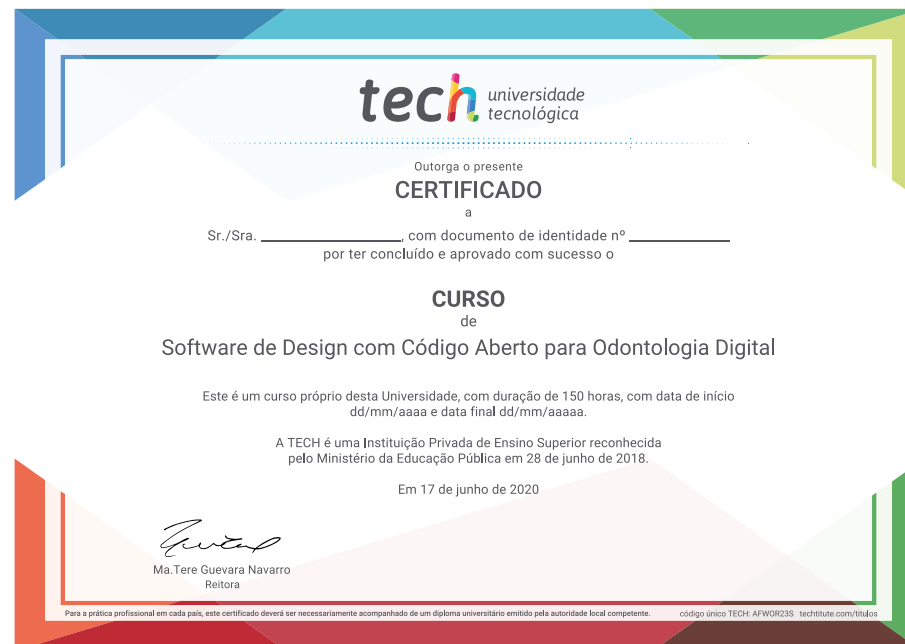 tech universidade
tecnológica
Outorga o presente
CERTIFICADO
a
Sr./Sra. ____________________, com documento de identidade nº ______________
por ter concluído e aprovado com sucesso o
CURSO
de
Software de Design com Código Aberto para Odontologia Digital
Este é um curso próprio desta Universidade, com duração de 150 horas, com data de início
dd/mm/aaaa e data final dd/mm/aaaaa.
A TECH é uma Instituição Privada de Ensino Superior reconhecida
pelo Ministério da Educação Pública em 28 de junho de 2018.
Em 17 de junho de 2020
Ma.Tere Guevara Navarro
Reitora
Para a prática profissional em cada país, este certificado deverá ser necessariamente acompanhado de um diploma universitário emitido pela autoridade local competente. código único TECH: AFWOR23S techtitute.com/titulos